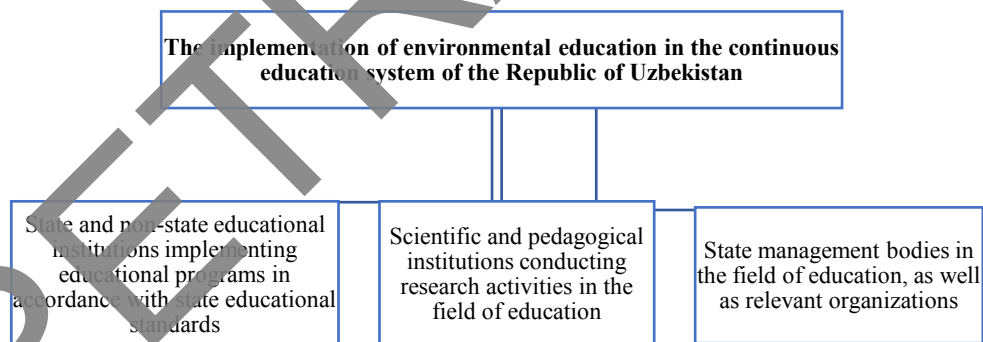 The implementation of environmental education in the continuous
education system of the Republic of Uzbekistan
State and non-state educational
institutions implementing
educational programs in
accordance with state educational
standards
Scientific and pedagogical
institutions conducting
research activities in the
field of education
State management bodies in
the field of education, as well
as relevant organizations